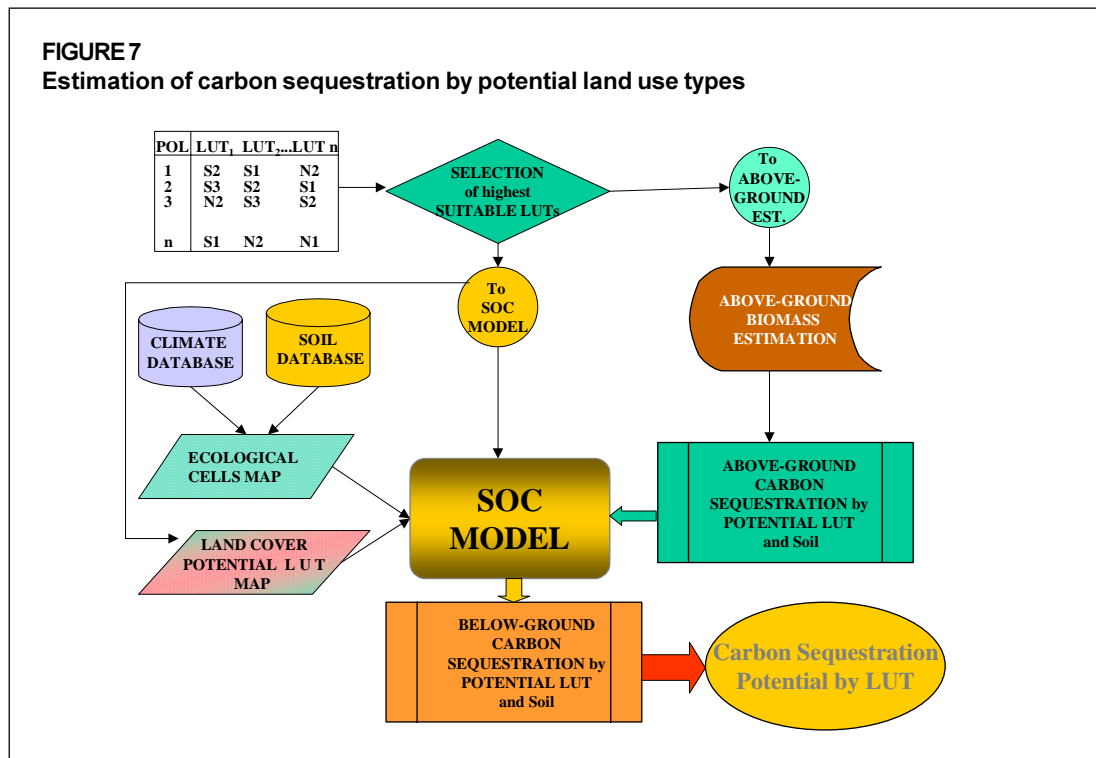 FIGURE 7
Estimation of carbon sequestration by potential land use types
POL LUT₁ LUT₂...LUT n
1 S2 S1 N2
2 S3 S2 S1
3 N2 S3 S2
n S1 N2 N1
SELECTION
of highest
SUITABLE LUTs
To
ABOVE-
GROUND
EST.
To
SOC
MODEL
ABOVE-GROUND
BIOMASS
ESTIMATION
CLIMATE
DATABASE
SOIL
DATABASE
ECOLOGICAL
CELLS MAP
LAND COVER
POTENTIAL L U T
MAP
SOC
MODEL
ABOVE-GROUND
CARBON
SEQUESTRATION by
POTENTIAL LUT
and Soil
BELOW-GROUND
CARBON
SEQUESTRATION by
POTENTIAL LUT
and Soil
Carbon Sequestration
Potential by LUT